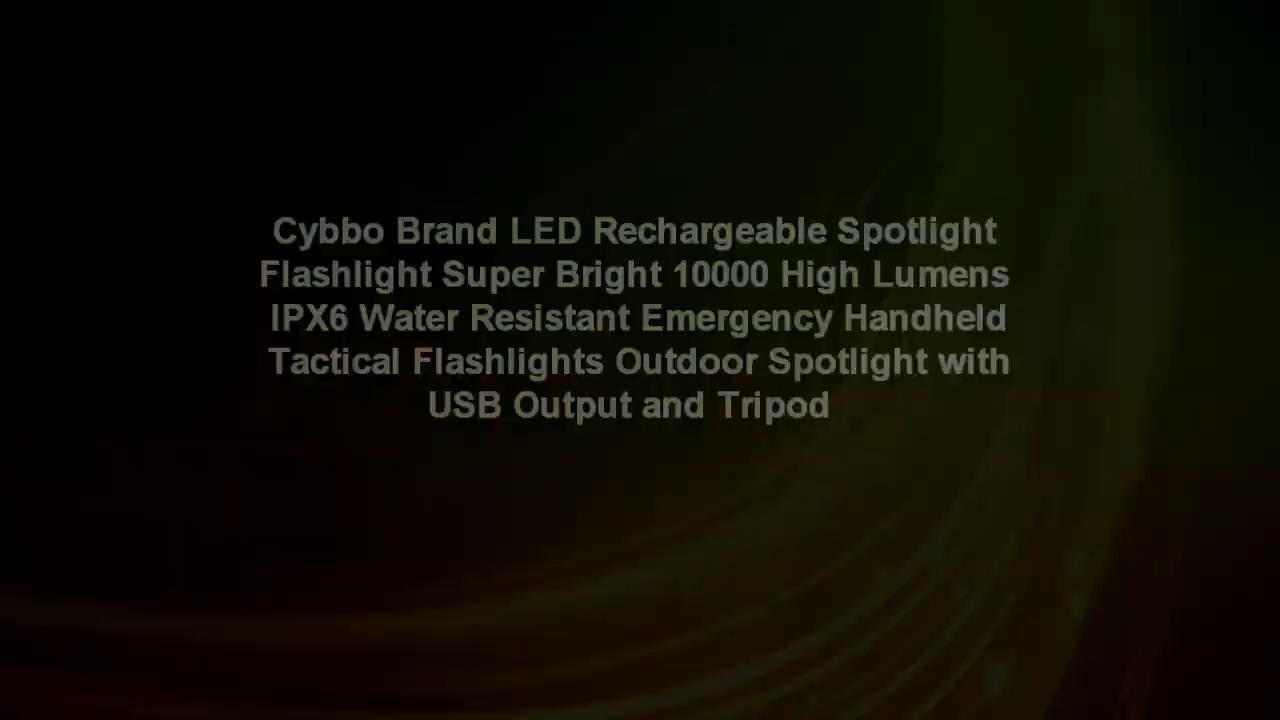 Cybbo Brand LED Rechargeable Spotlight
Flashlight Super Bright 10000 High Lumens
IPX6 Water Resistant Emergency Handheld
Tactical Flashlights Outdoor Spotlight with
USB Output and Tripod